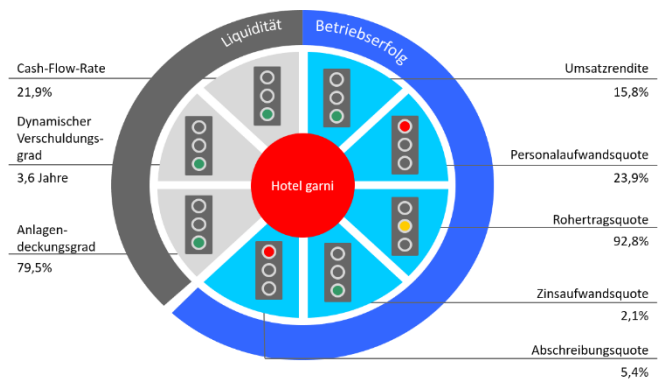 Liquidität
Betriebserfolg
Cash-Flow-Rate
21,9%
Dynamischer
Verschuldungs-
grad
3,6 Jahre
Anlagen-
deckungsgrad
79,5%
Hotel garni
Umsatzrendite
15,8%
Personalaufwandsquote
23,9%
Rohertragsquote
92,8%
Zinsaufwandsquote
2,1%
Abschreibungsquote
5,4%